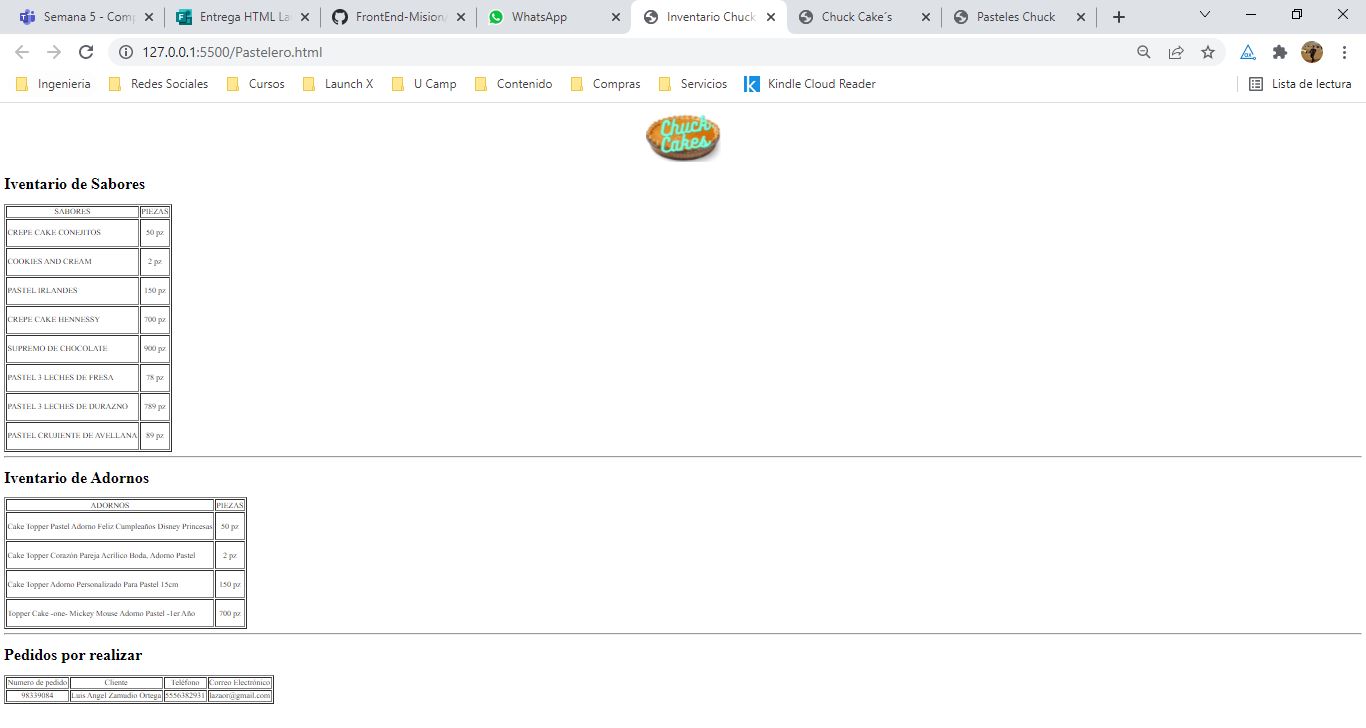 Semana 5 - Comp
Entrega HTML La
FrontEnd-Mision/
WhatsApp
Inventario Chuck
Chuck Cake´s
Pasteles Chuck
127.0.0.1:5500/Pastelero.html
Ingenieria
Redes Sociales
Cursos
Launch X
U Camp
Contenido
Compras
Servicios
Kindle Cloud Reader
Lista de lectura
Chuck
Cakes
Iventario de Sabores
SABORES PIEZAS
CREPE CAKE CONEJITOS 50 pz
COOKIES AND CREAM 2 pz
PASTEL IRLANDES 150 pz
CREPE CAKE HENNESSY 700 pz
SUPREMO DE CHOCOLATE 900 pz
PASTEL 3 LECHES DE FRESA 78 pz
PASTEL 3 LECHES DE DURAZNO 789 pz
PASTEL CRUJIENTE DE AVELLANA 89 pz
Iventario de Adornos
ADORNOS PIEZAS
Cake Topper Pastel Adorno Feliz Cumpleaños Disney Princesas 50 pz
Cake Topper Corazón Pareja Acrílico Boda, Adorno Pastel 2 pz
Cake Topper Adorno Personalizado Para Pastel 15cm 150 pz
Topper Cake -one- Mickey Mouse Adorno Pastel -1er Año 700 pz
Pedidos por realizar
Numero de pedido Cliente Teléfono Correo Electrónico
98339084 Luis Angel Zamudio Ortega 5556382931 lazaor@gmail.com